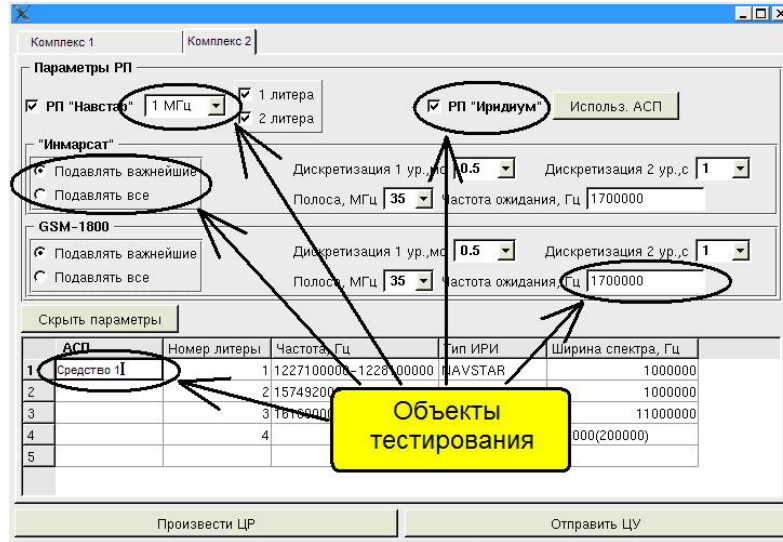 Комплекс 1
Комплекс 2
Параметры РП
РП "Навстар" 1 МГц
1 литера
2 литера
РП "Иридиум" Использ. АСП
"Инмарсат"
Подавлять важнейшие Дискретизация 1 ур.,мс 0.5 Дискретизация 2 ур.,с 1
Подавлять все Полоса, МГц 35 Частота ожидания, Гц 1700000
GSM-1800
Подавлять важнейшие Дискретизация 1 ур.,мс 0.5 Дискретизация 2 ур.,с 1
Подавлять все Полоса, МГц 35 Частота ожидания, Гц 1700000
Скрыть параметры
АСП Номер литеры Частота, Гц Тип ИРИ Ширина спектра, Гц
1 Средство 1 1 1227100000-1228100000 NAVSTAR 1000000
2 2 1000000
3 3 11000000
4 4 000(200000)
5
Объекты
тестирования
Произвести ЦР Отправить ЦУ